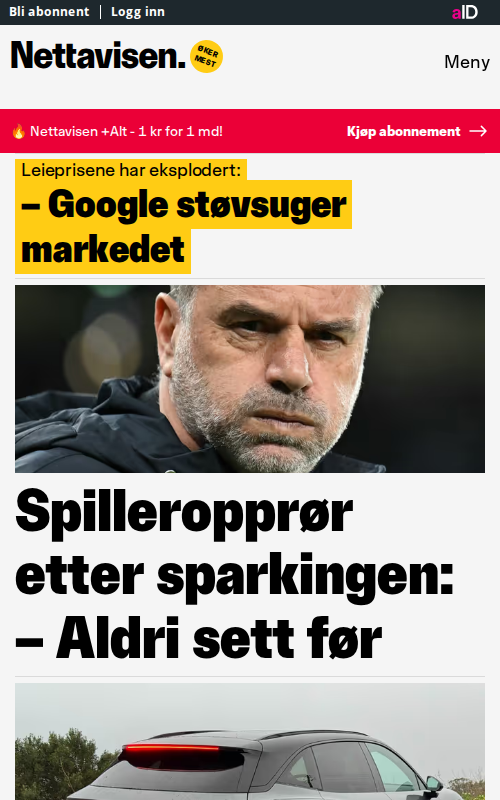 Bli abonnent | Logg inn
aID
Nettavisen.
ØKER
MEST
Meny
🔥 Nettavisen +Alt - 1 kr for 1 md!
Kjøp abonnement →
Leieprisene har eksplodert:
– Google støvsuger
markedet
Spilleropprør
etter sparkingen:
– Aldri sett før